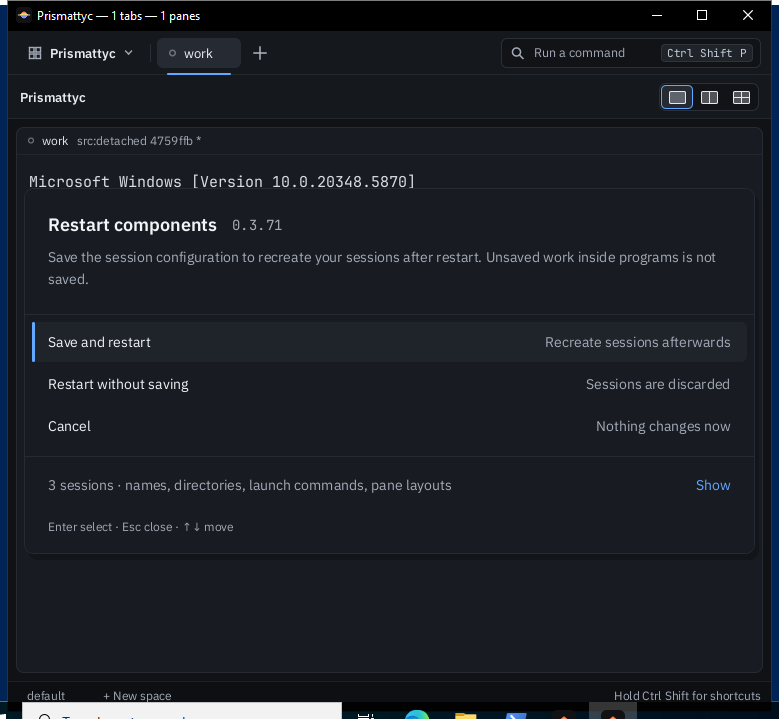 Prismattyc — 1 tabs — 1 panes
Prismattyc
work
Run a command
Ctrl Shift P
Prismattyc
work src:detached 4759ffb *
Microsoft Windows [Version 10.0.20348.5870]
Restart components 0.3.71
Save the session configuration to recreate your sessions after restart. Unsaved work inside programs is not
saved.
Save and restart
Recreate sessions afterwards
Restart without saving
Sessions are discarded
Cancel
Nothing changes now
3 sessions · names, directories, launch commands, pane layouts
Show
Enter select · Esc close · ↑↓ move
default
+ New space
Hold Ctrl Shift for shortcuts